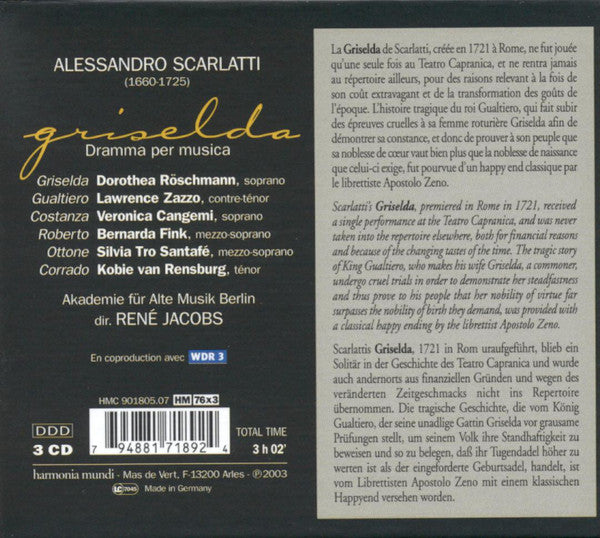 ALESSANDRO SCARLATTI
(1660-1725)
griselda
Dramma per musica
Griselda Dorothea Röschmann, soprano
Gualtiero Lawrence Zazzo, contre-ténor
Costanza Veronica Cangemi, soprano
Roberto Bernarda Fink, mezzo-soprano
Ottone Silvia Tro Santafé, mezzo-soprano
Corrado Kobie van Rensburg, ténor
Akademie für Alte Musik Berlin
dir. RENÉ JACOBS
En coproduction avec WDR 3
HMC 901805.07 HM 76x3
DDD
3 CD
7 94881 71892 4
TOTAL TIME
3 h 02'
harmonia mundi · Mas de Vert, F-13200 Arles · ℗2003
LC 7045 Made in Germany
La Griselda de Scarlatti, créée en 1721 à Rome, ne fut jouée
qu'une seule fois au Teatro Capranica, et ne rentra jamais
au répertoire ailleurs, pour des raisons relevant à la fois de
son coût extravagant et de la transformation des goûts de
l'époque. L'histoire tragique du roi Gualtiero, qui fait subir
des épreuves cruelles à sa femme roturière Griselda afin de
démontrer sa constance, et donc de prouver à son peuple que
sa noblesse de cœur vaut bien plus que la noblesse de naissance
que celui-ci exige, fut pourvue d'un happy end classique par
le librettiste Apostolo Zeno.
Scarlatti's Griselda, premiered in Rome in 1721, received
a single performance at the Teatro Capranica, and was never
taken into the repertoire elsewhere, both for financial reasons
and because of the changing tastes of the time. The tragic story
of King Gualtiero, who makes his wife Griselda, a commoner,
undergo cruel trials in order to demonstrate her steadfastness
and thus prove to his people that her nobility of virtue far
surpasses the nobility of birth they demand, was provided with
a classical happy ending by the librettist Apostolo Zeno.
Scarlattis Griselda, 1721 in Rom uraufgeführt, blieb ein
Solitär in der Geschichte des Teatro Capranica und wurde
auch andernorts aus finanziellen Gründen und wegen des
veränderten Zeitgeschmacks nicht ins Repertoire
übernommen. Die tragische Geschichte, die vom König
Gualtiero, der seine unadlige Gattin Griselda vor grausame
Prüfungen stellt, um seinem Volk ihre Standhaftigkeit zu
beweisen und so zu belegen, daß ihr Tugendadel höher zu
werten ist als der eingeforderte Geburtsadel, handelt, ist
vom Librettisten Apostolo Zeno mit einem klassischen
Happyend versehen worden.